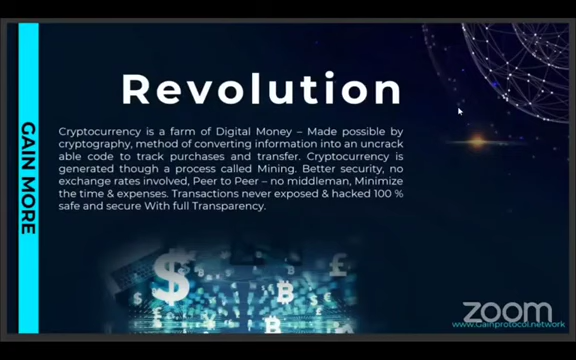 Revolution
Cryptocurrency is a farm of Digital Money – Made possible by
cryptography, method of converting information into an uncrack
able code to track purchases and transfer. Cryptocurrency is
generated though a process called Mining. Better security, no
exchange rates involved, Peer to Peer – no middleman, Minimize
the time & expenses. Transactions never exposed & hacked 100 %
safe and secure With full Transparency.
GAIN MORE
zoom
www.Gainprotocol.network